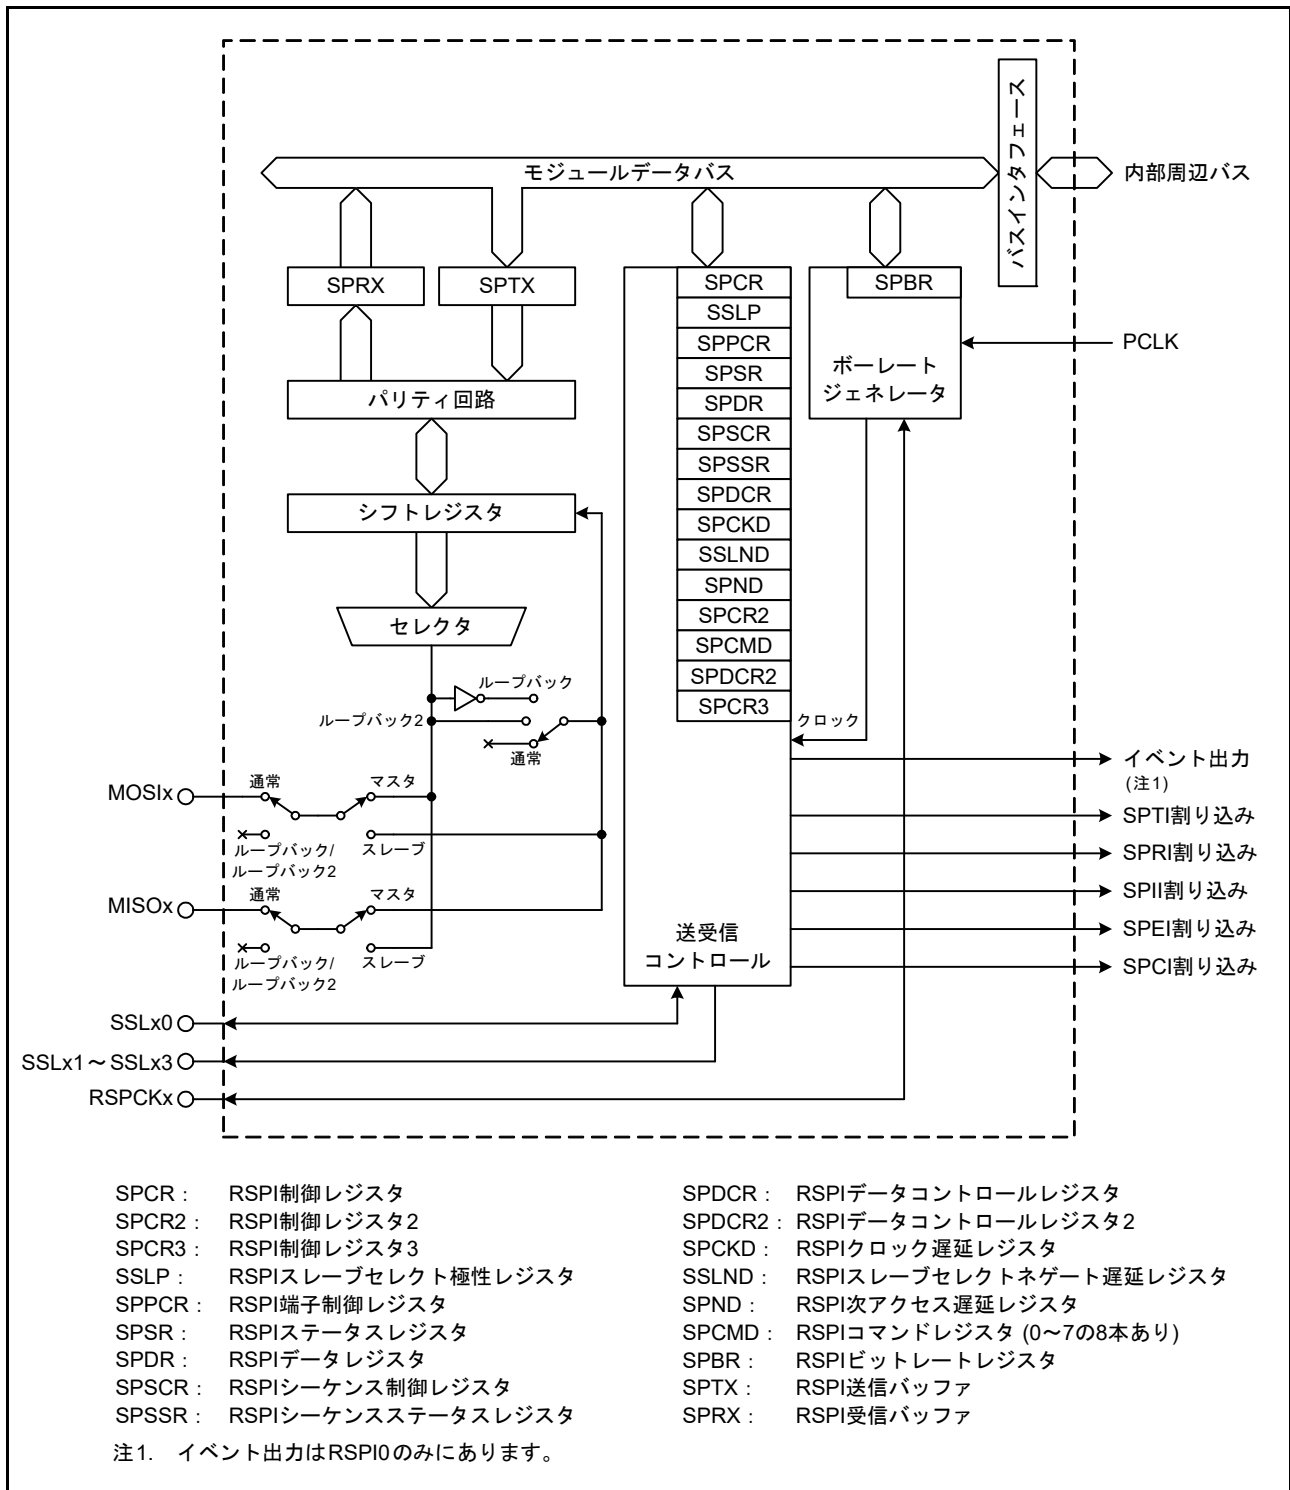 モジュールデータバス
バスインタフェース
内部周辺バス
SPRX
SPTX
SPCR
SSLP
SPPCR
SPSR
SPDR
SPSCR
SPSSR
SPDCR
SPCKD
SSLND
SPND
SPCR2
SPCMD
SPDCR2
SPCR3
SPBR
ボーレート
ジェネレータ
PCLK
パリティ回路
シフトレジスタ
セレクタ
ループバック
ループバック2
通常
クロック
MOSIx
通常
マスタ
ループバック/
ループバック2
スレーブ
MISOx
通常
マスタ
ループバック/
ループバック2
スレーブ
送受信
コントロール
イベント出力
(注1)
SPTI割り込み
SPRI割り込み
SPII割り込み
SPEI割り込み
SPCI割り込み
SSLx0
SSLx1～SSLx3
RSPCKx
SPCR : RSPI制御レジスタ
SPCR2 : RSPI制御レジスタ2
SPCR3 : RSPI制御レジスタ3
SSLP : RSPIスレーブセレクト極性レジスタ
SPPCR : RSPI端子制御レジスタ
SPSR : RSPIステータスレジスタ
SPDR : RSPIデータレジスタ
SPSCR : RSPIシーケンス制御レジスタ
SPSSR : RSPIシーケンスステータスレジスタ
SPDCR : RSPIデータコントロールレジスタ
SPDCR2 : RSPIデータコントロールレジスタ2
SPCKD : RSPIクロック遅延レジスタ
SSLND : RSPIスレーブセレクトネゲート遅延レジスタ
SPND : RSPI次アクセス遅延レジスタ
SPCMD : RSPIコマンドレジスタ (0～7の8本あり)
SPBR : RSPIビットレートレジスタ
SPTX : RSPI送信バッファ
SPRX : RSPI受信バッファ
注1. イベント出力はRSPI0のみにあります。